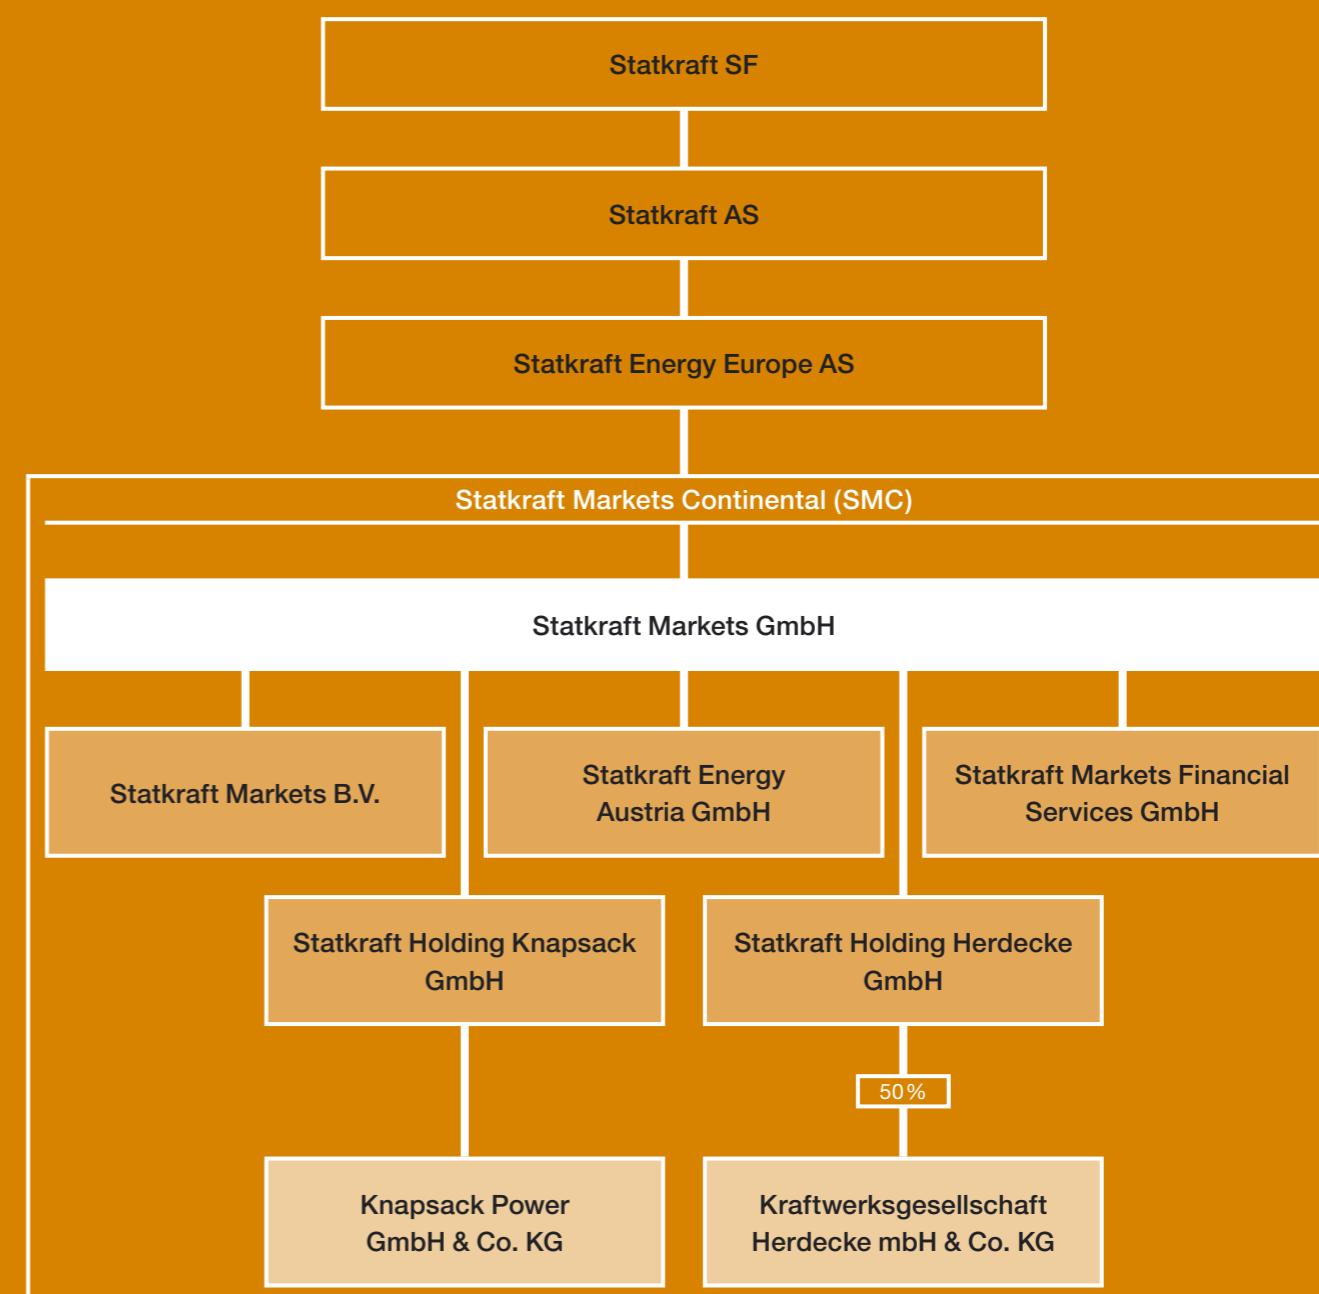 Statkraft SF
Statkraft AS
Statkraft Energy Europe AS
Statkraft Markets Continental (SMC)
Statkraft Markets GmbH
Statkraft Markets B.V.
Statkraft Energy
Austria GmbH
Statkraft Markets Financial
Services GmbH
Statkraft Holding Knapsack
GmbH
Statkraft Holding Herdecke
GmbH
50 %
Knapsack Power
GmbH & Co. KG
Kraftwerksgesellschaft
Herdecke mbH & Co. KG